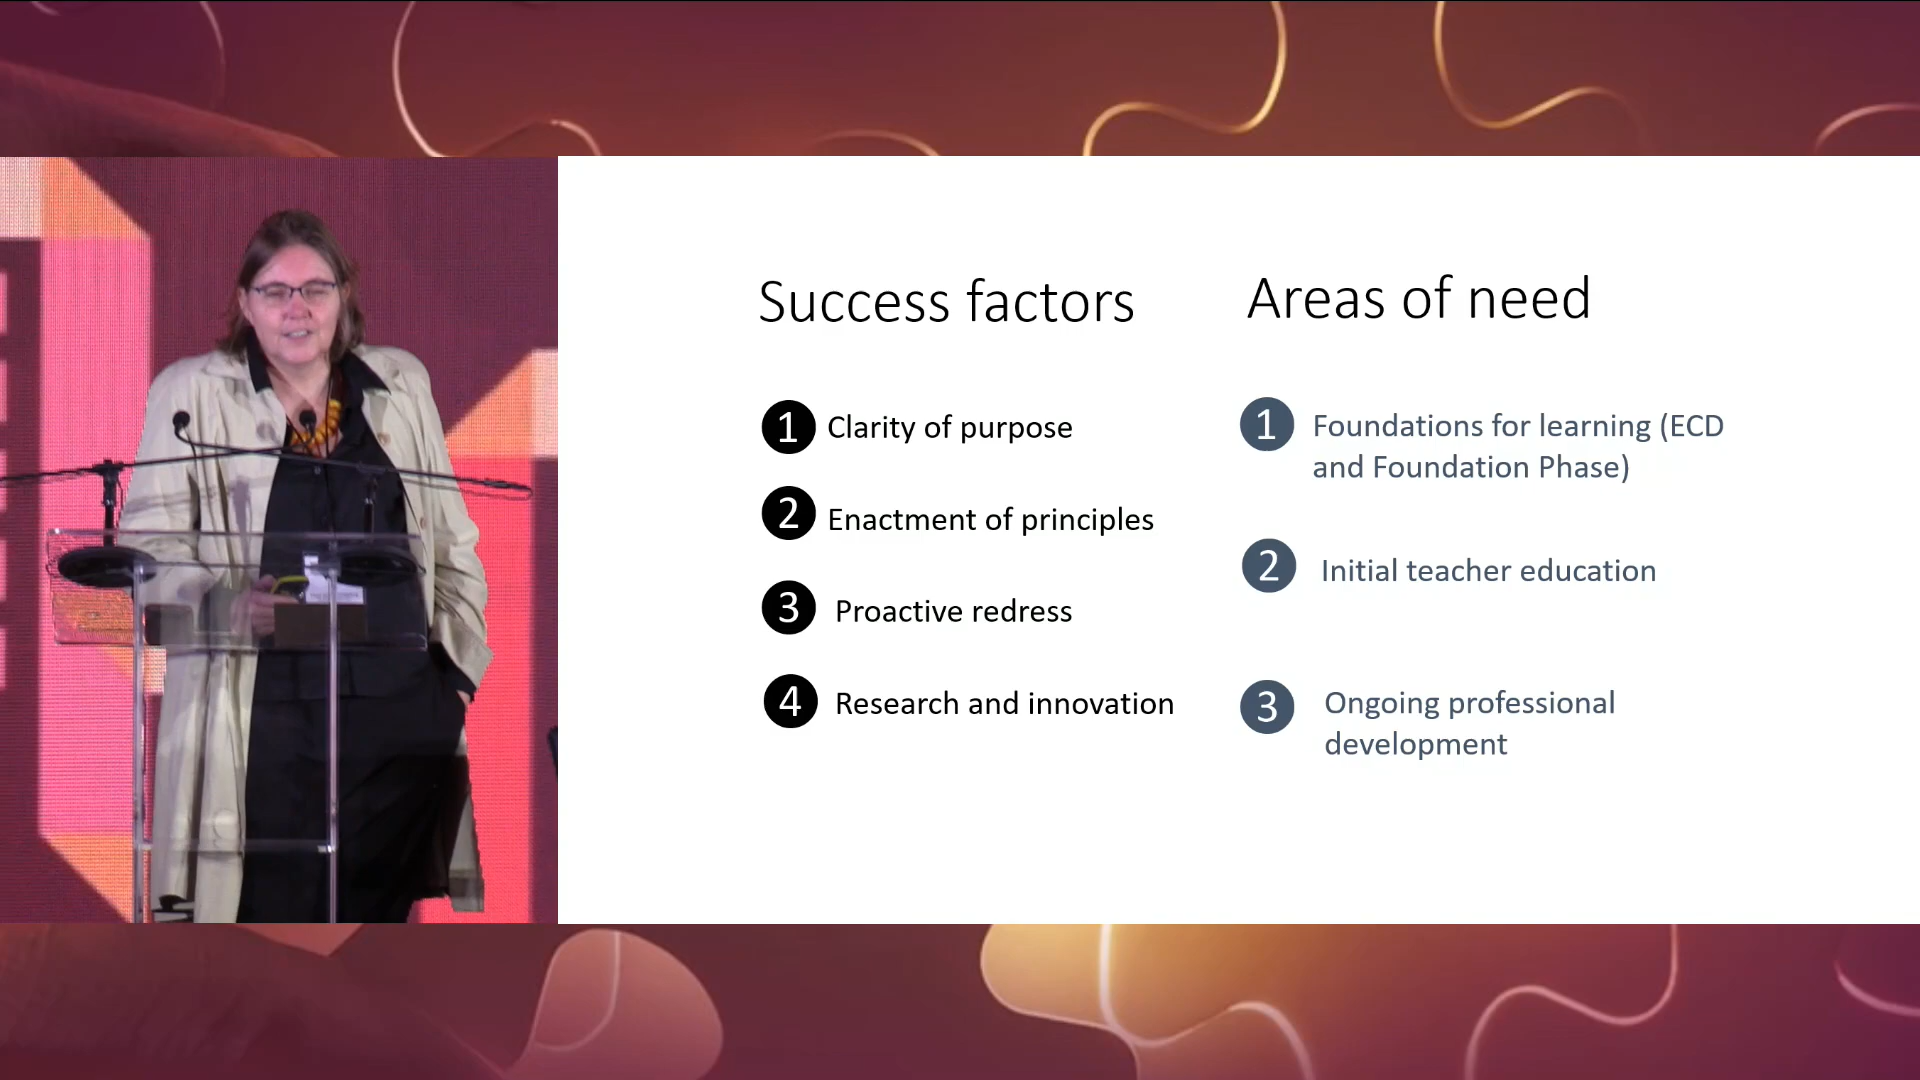 Success factors
1 Clarity of purpose
2 Enactment of principles
3 Proactive redress
4 Research and innovation
Areas of need
1 Foundations for learning (ECD
and Foundation Phase)
2 Initial teacher education
3 Ongoing professional
development